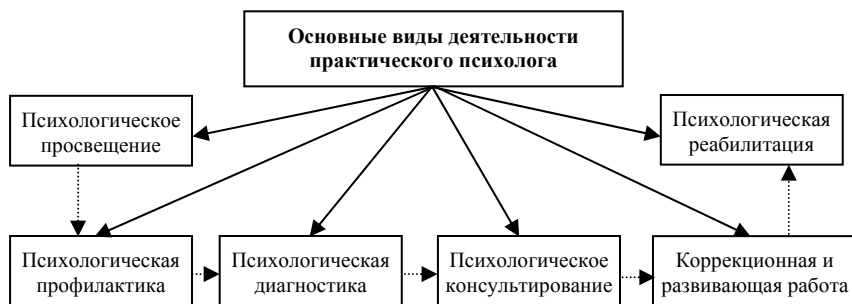 Основные виды деятельности
практического психолога
Психологическое
просвещение
Психологическая
реабилитация
Психологическая
профилактика
Психологическая
диагностика
Психологическое
консультирование
Коррекционная и
развивающая работа